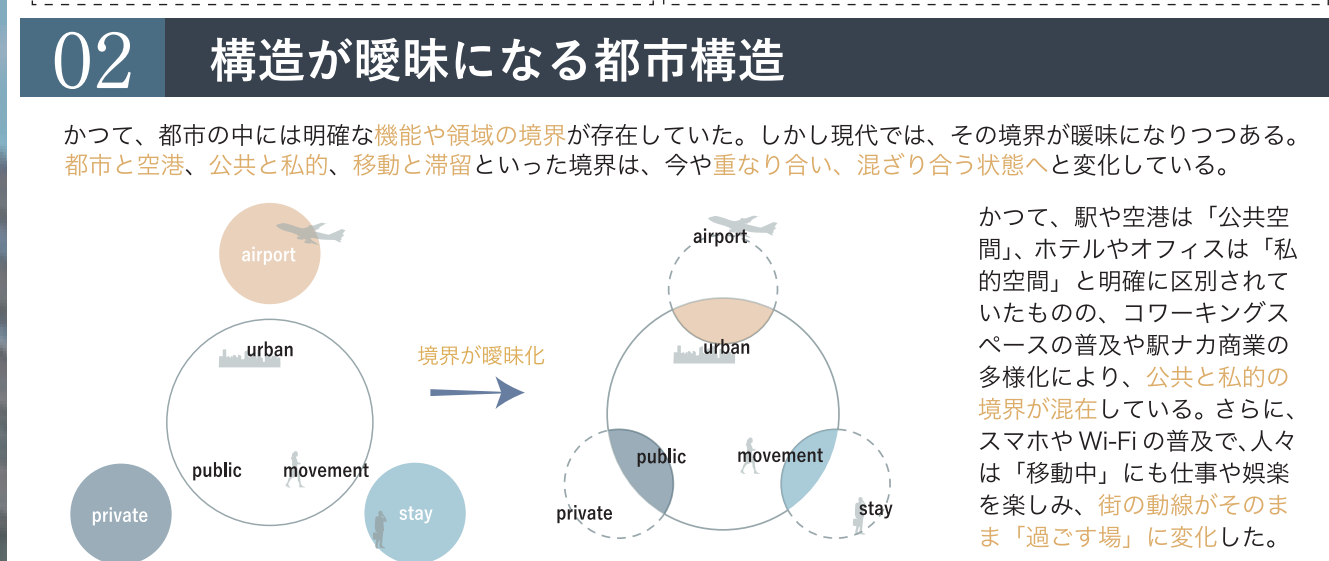 02 構造が曖昧になる都市構造
かつて、都市の中には明確な機能や領域の境界が存在していた。しかし現代では、その境界が曖昧になりつつある。
都市と空港、公共と私的、移動と滞留といった境界は、今や重なり合い、混ざり合う状態へと変化している。
airport
urban
public
movement
private
stay
境界が曖昧化
airport
urban
public
movement
private
stay
かつて、駅や空港は「公共空
間」、ホテルやオフィスは「私
的空間」と明確に区別されて
いたものの、コワーキングス
ペースの普及や駅ナカ商業の
多様化により、公共と私的の
境界が混在している。さらに、
スマホや Wi-Fi の普及で、人々
は「移動中」にも仕事や娯楽
を楽しみ、街の動線がそのま
ま「過ごす場」に変化した。